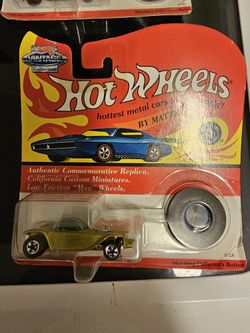 VINTAGE
HOT WHEELS
hottest metal cars
BY MATTEL
Authentic Commemorative Replica.
California Custom Miniatures.
Low Friction "Mag" Wheels.
Matching Collector's Button